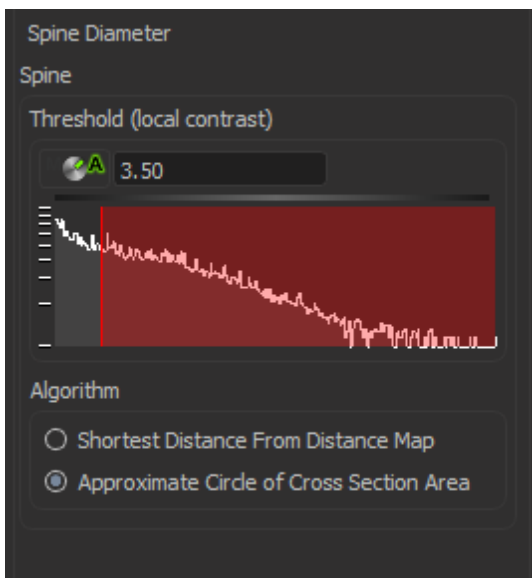 Spine Diameter
Spine
Threshold (local contrast)
A 3.50
Algorithm
Shortest Distance From Distance Map
Approximate Circle of Cross Section Area